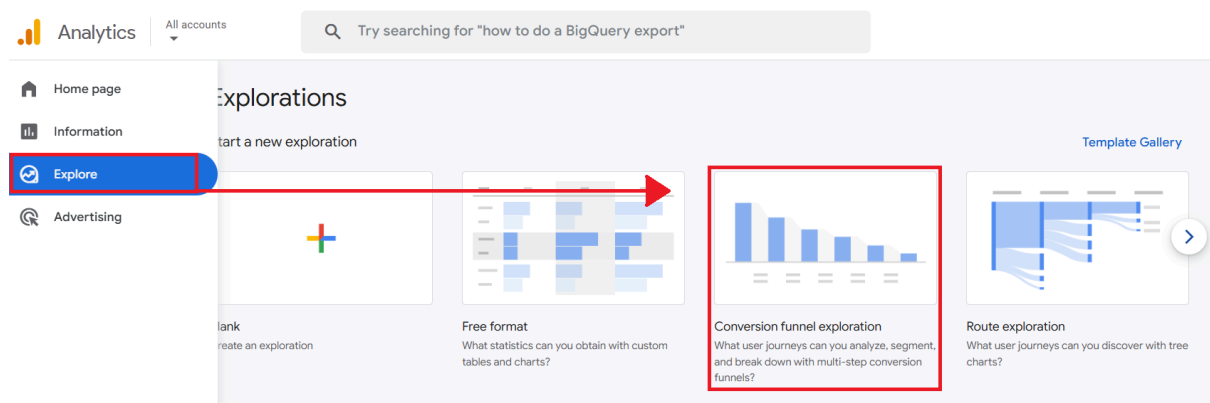 Analytics
All accounts
Try searching for "how to do a BigQuery export"
Home page
Information
Explore
Advertising
Explorations
tart a new exploration
Template Gallery
lank
reate an exploration
Free format
What statistics can you obtain with custom
tables and charts?
Conversion funnel exploration
What user journeys can you analyze, segment,
and break down with multi-step conversion
funnels?
Route exploration
What user journeys can you discover with tree
charts?